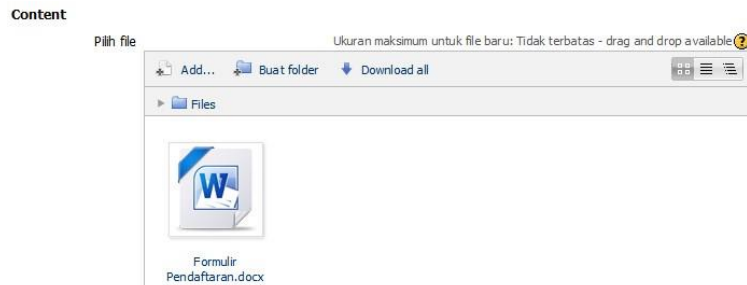 Content
Pilih file
Ukuran maksimum untuk file baru: Tidak terbatas - drag and drop available ?
Add... Buat folder Download all
Files
W
Formulir
Pendaftaran.docx